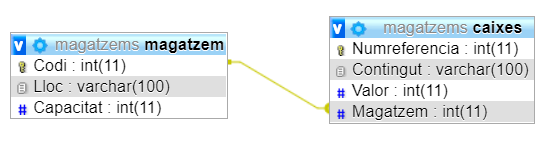 magatzems magatzem
Codi : int(11)
Lloc : varchar(100)
# Capacitat : int(11)
magatzems caixes
Numreferencia : int(11)
Contingut : varchar(100)
# Valor : int(11)
# Magatzem : int(11)